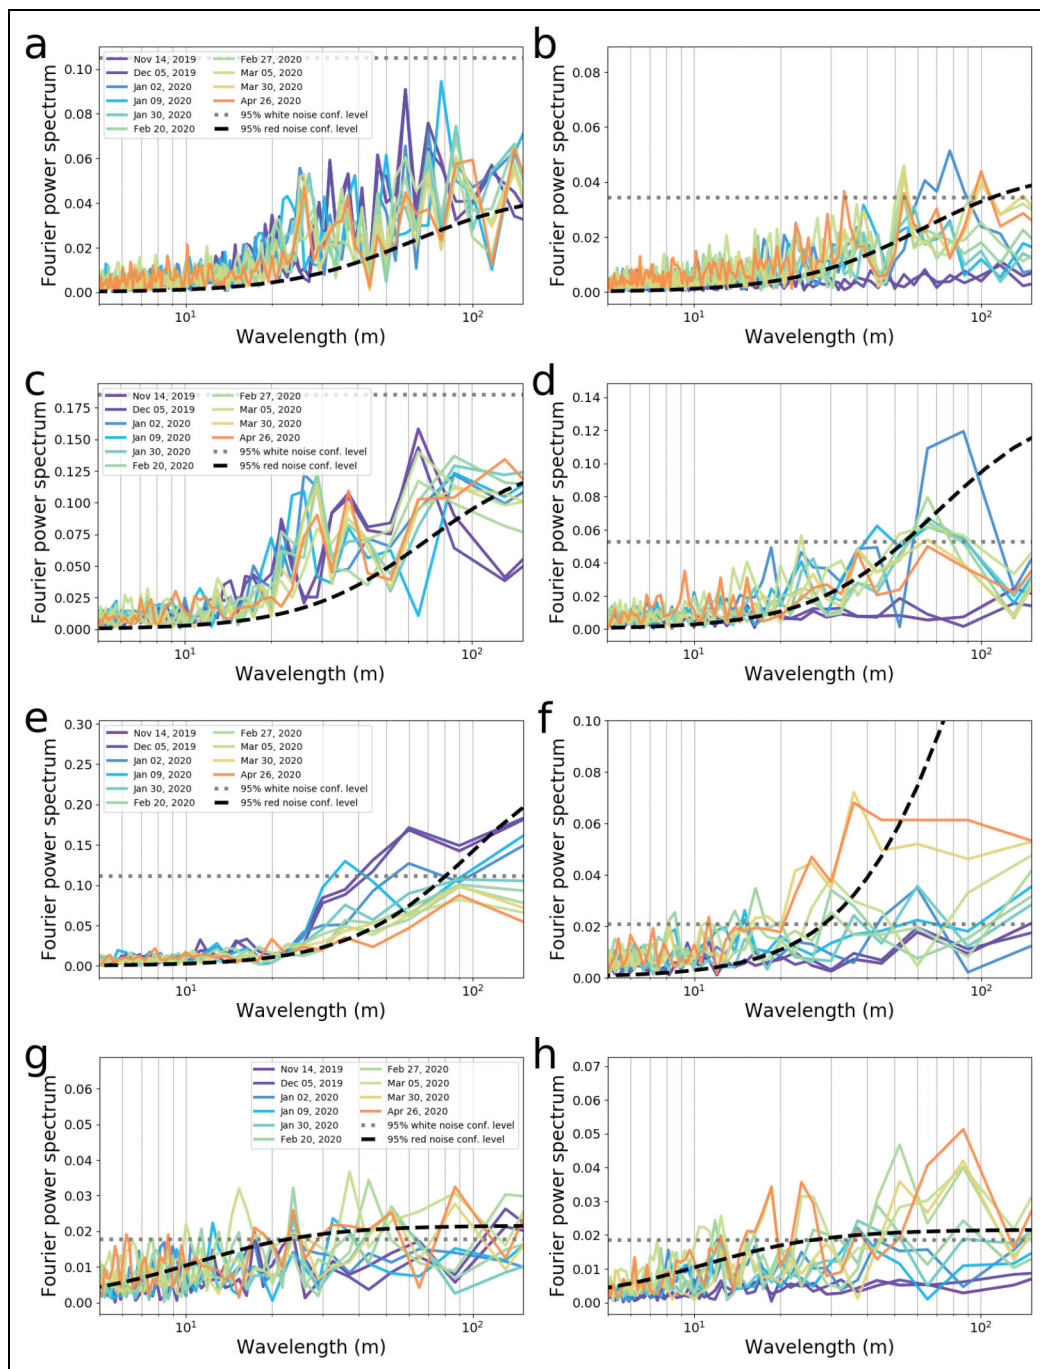 a
0.10
0.08
0.06
0.04
0.02
0.00
Fourier power spectrum
Nov 14, 2019
Dec 05, 2019
Jan 02, 2020
Jan 09, 2020
Jan 30, 2020
Feb 20, 2020
Feb 27, 2020
Mar 05, 2020
Mar 30, 2020
Apr 26, 2020
95% white noise conf. level
95% red noise conf. level
10¹
10²
Wavelength (m)
b
0.08
0.06
0.04
0.02
0.00
Fourier power spectrum
10¹
10²
Wavelength (m)
c
0.175
0.150
0.125
0.100
0.075
0.050
0.025
0.000
Fourier power spectrum
Nov 14, 2019
Dec 05, 2019
Jan 02, 2020
Jan 09, 2020
Jan 30, 2020
Feb 20, 2020
Feb 27, 2020
Mar 05, 2020
Mar 30, 2020
Apr 26, 2020
95% white noise conf. level
95% red noise conf. level
10¹
10²
Wavelength (m)
d
0.14
0.12
0.10
0.08
0.06
0.04
0.02
0.00
Fourier power spectrum
10¹
10²
Wavelength (m)
e
0.30
0.25
0.20
0.15
0.10
0.05
0.00
Fourier power spectrum
Nov 14, 2019
Dec 05, 2019
Jan 02, 2020
Jan 09, 2020
Jan 30, 2020
Feb 20, 2020
Feb 27, 2020
Mar 05, 2020
Mar 30, 2020
Apr 26, 2020
95% white noise conf. level
95% red noise conf. level
10¹
10²
Wavelength (m)
f
0.10
0.08
0.06
0.04
0.02
0.00
Fourier power spectrum
10¹
10²
Wavelength (m)
g
0.06
0.05
0.04
0.03
0.02
0.01
0.00
Fourier power spectrum
Nov 14, 2019
Dec 05, 2019
Jan 02, 2020
Jan 09, 2020
Jan 30, 2020
Feb 20, 2020
Feb 27, 2020
Mar 05, 2020
Mar 30, 2020
Apr 26, 2020
95% white noise conf. level
95% red noise conf. level
10¹
10²
Wavelength (m)
h
0.07
0.06
0.05
0.04
0.03
0.02
0.01
0.00
Fourier power spectrum
10¹
10²
Wavelength (m)